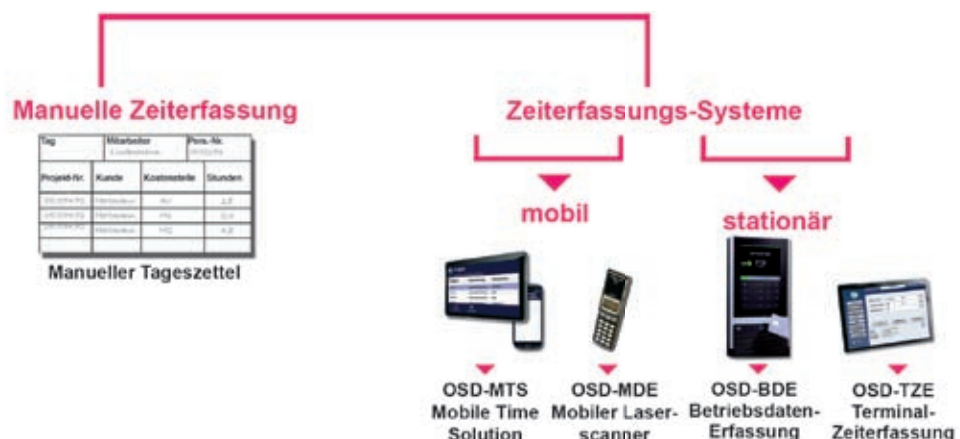 Manuelle Zeiterfassung
Zeiterfassungs-Systeme
Tag Mitarbeiter Pers.-Nr.
Projekt-Nr. Kunde Kostenstelle Stunden
Manueller Tageszettel
mobil
stationär
OSD-MTS
Mobile Time
Solution
OSD-MDE
Mobiler Laser-
scanner
OSD-BDE
Betriebsdaten-
Erfassung
OSD-TZE
Terminal-
Zeiterfassung